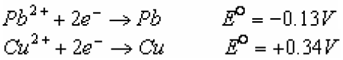 Pb²⁺ + 2e⁻ → Pb E° = −0.13V
Cu²⁺ + 2e⁻ → Cu E° = +0.34V